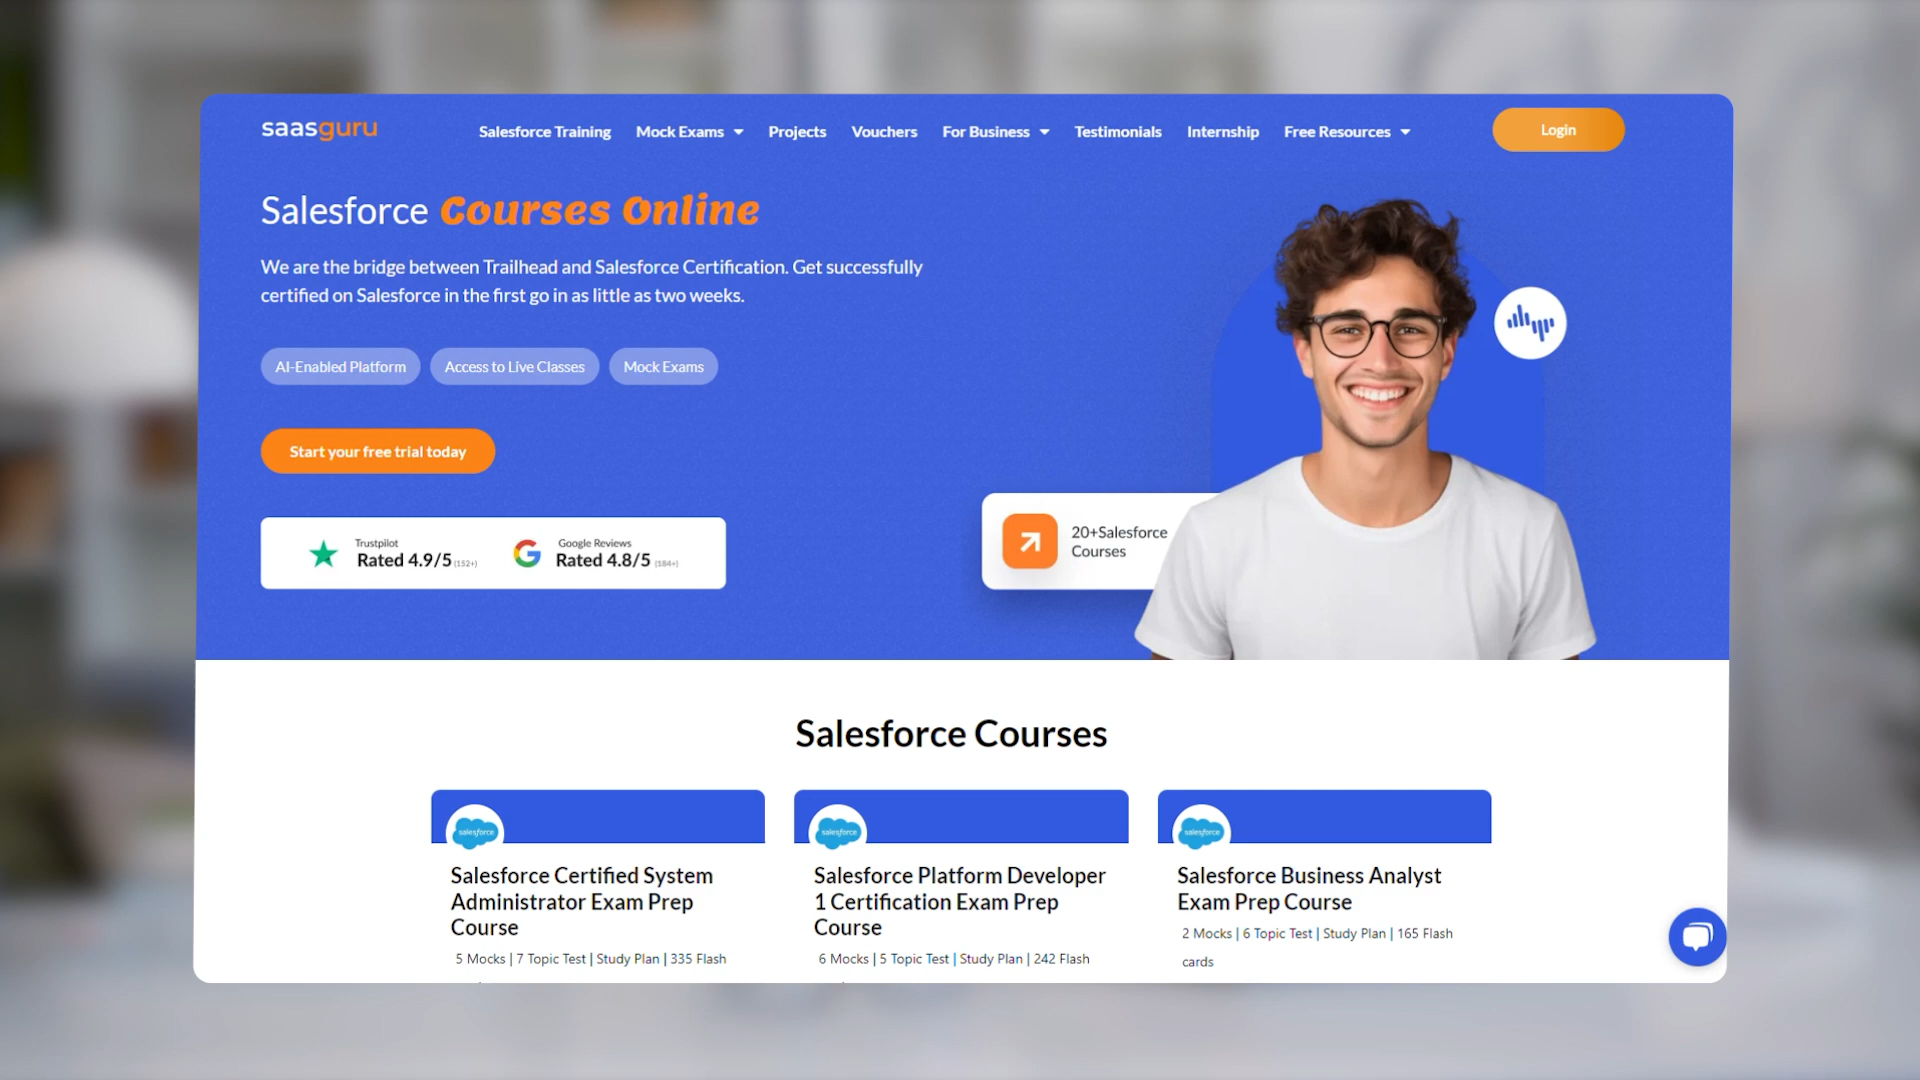 saasguru
Salesforce Training
Mock Exams
Projects
Vouchers
For Business
Testimonials
Internship
Free Resources
Login
Salesforce Courses Online
We are the bridge between Trailhead and Salesforce Certification. Get successfully
certified on Salesforce in the first go in as little as two weeks.
AI-Enabled Platform
Access to Live Classes
Mock Exams
Start your free trial today
Trustpilot
Rated 4.9/5 (152+)
Google Reviews
Rated 4.8/5 (184+)
20+Salesforce
Courses
Salesforce Courses
salesforce
Salesforce Certified System
Administrator Exam Prep
Course
5 Mocks | 7 Topic Test | Study Plan | 335 Flash
salesforce
Salesforce Platform Developer
1 Certification Exam Prep
Course
6 Mocks | 5 Topic Test | Study Plan | 242 Flash
salesforce
Salesforce Business Analyst
Exam Prep Course
2 Mocks | 6 Topic Test | Study Plan | 165 Flash
cards